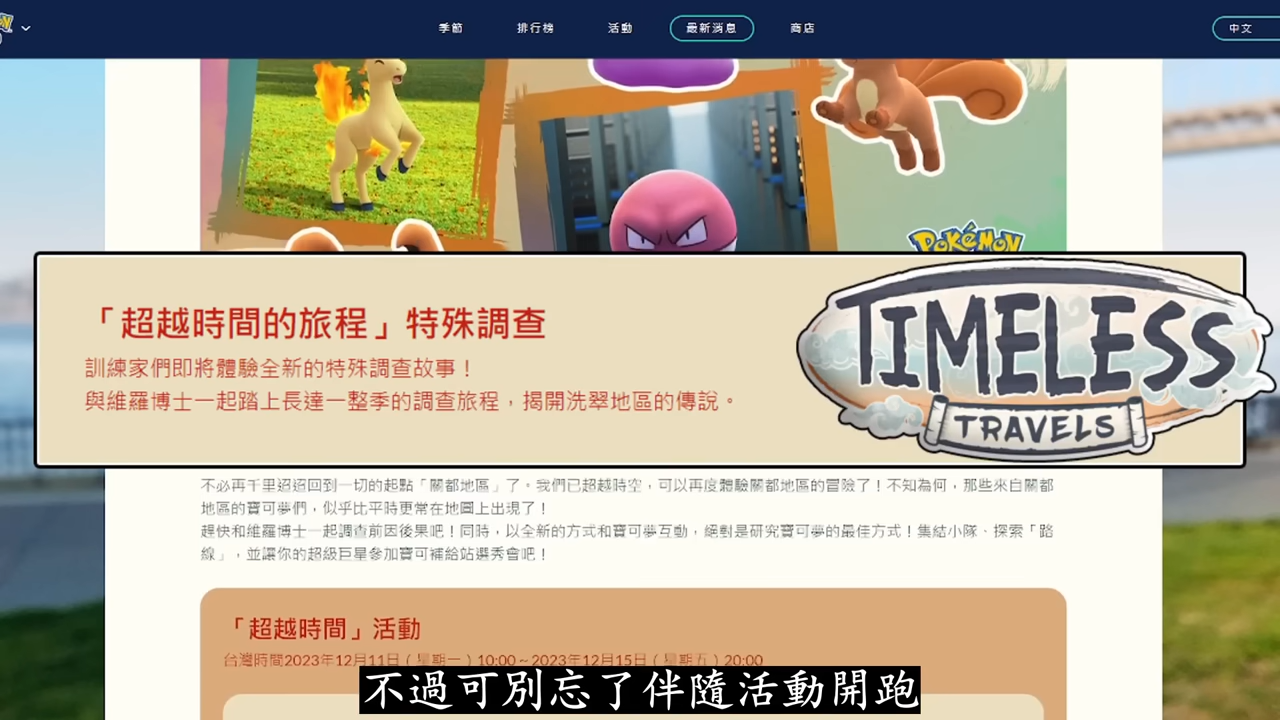 季節
排行榜
活動
最新消息
商店
中文
POKÉMON
「超越時間的旅程」特殊調查
訓練家們即將體驗全新的特殊調查故事！
與維羅博士一起踏上長達一整季的調查旅程，揭開洗翠地區的傳說。
TIMELESS
TRAVELS
不必再千里迢迢回到一切的起點「關都地區」了。我們已超越時空，可以再度體驗關都地區的冒險了！不知為何，那些來自關都
地區的寶可夢們，似乎比平時更常在地圖上出現了！
趕快和維羅博士一起調查前因後果吧！同時，以全新的方式和寶可夢互動，絕對是研究寶可夢的最佳方式！集結小隊、探索「路
線」，並讓你的超級巨星參加寶可補給站選秀會吧！
「超越時間」活動
台灣時間2023年12月11日（星期一）10:00～2023年12月15日（星期五）20:00
不過可別忘了伴隨活動開跑